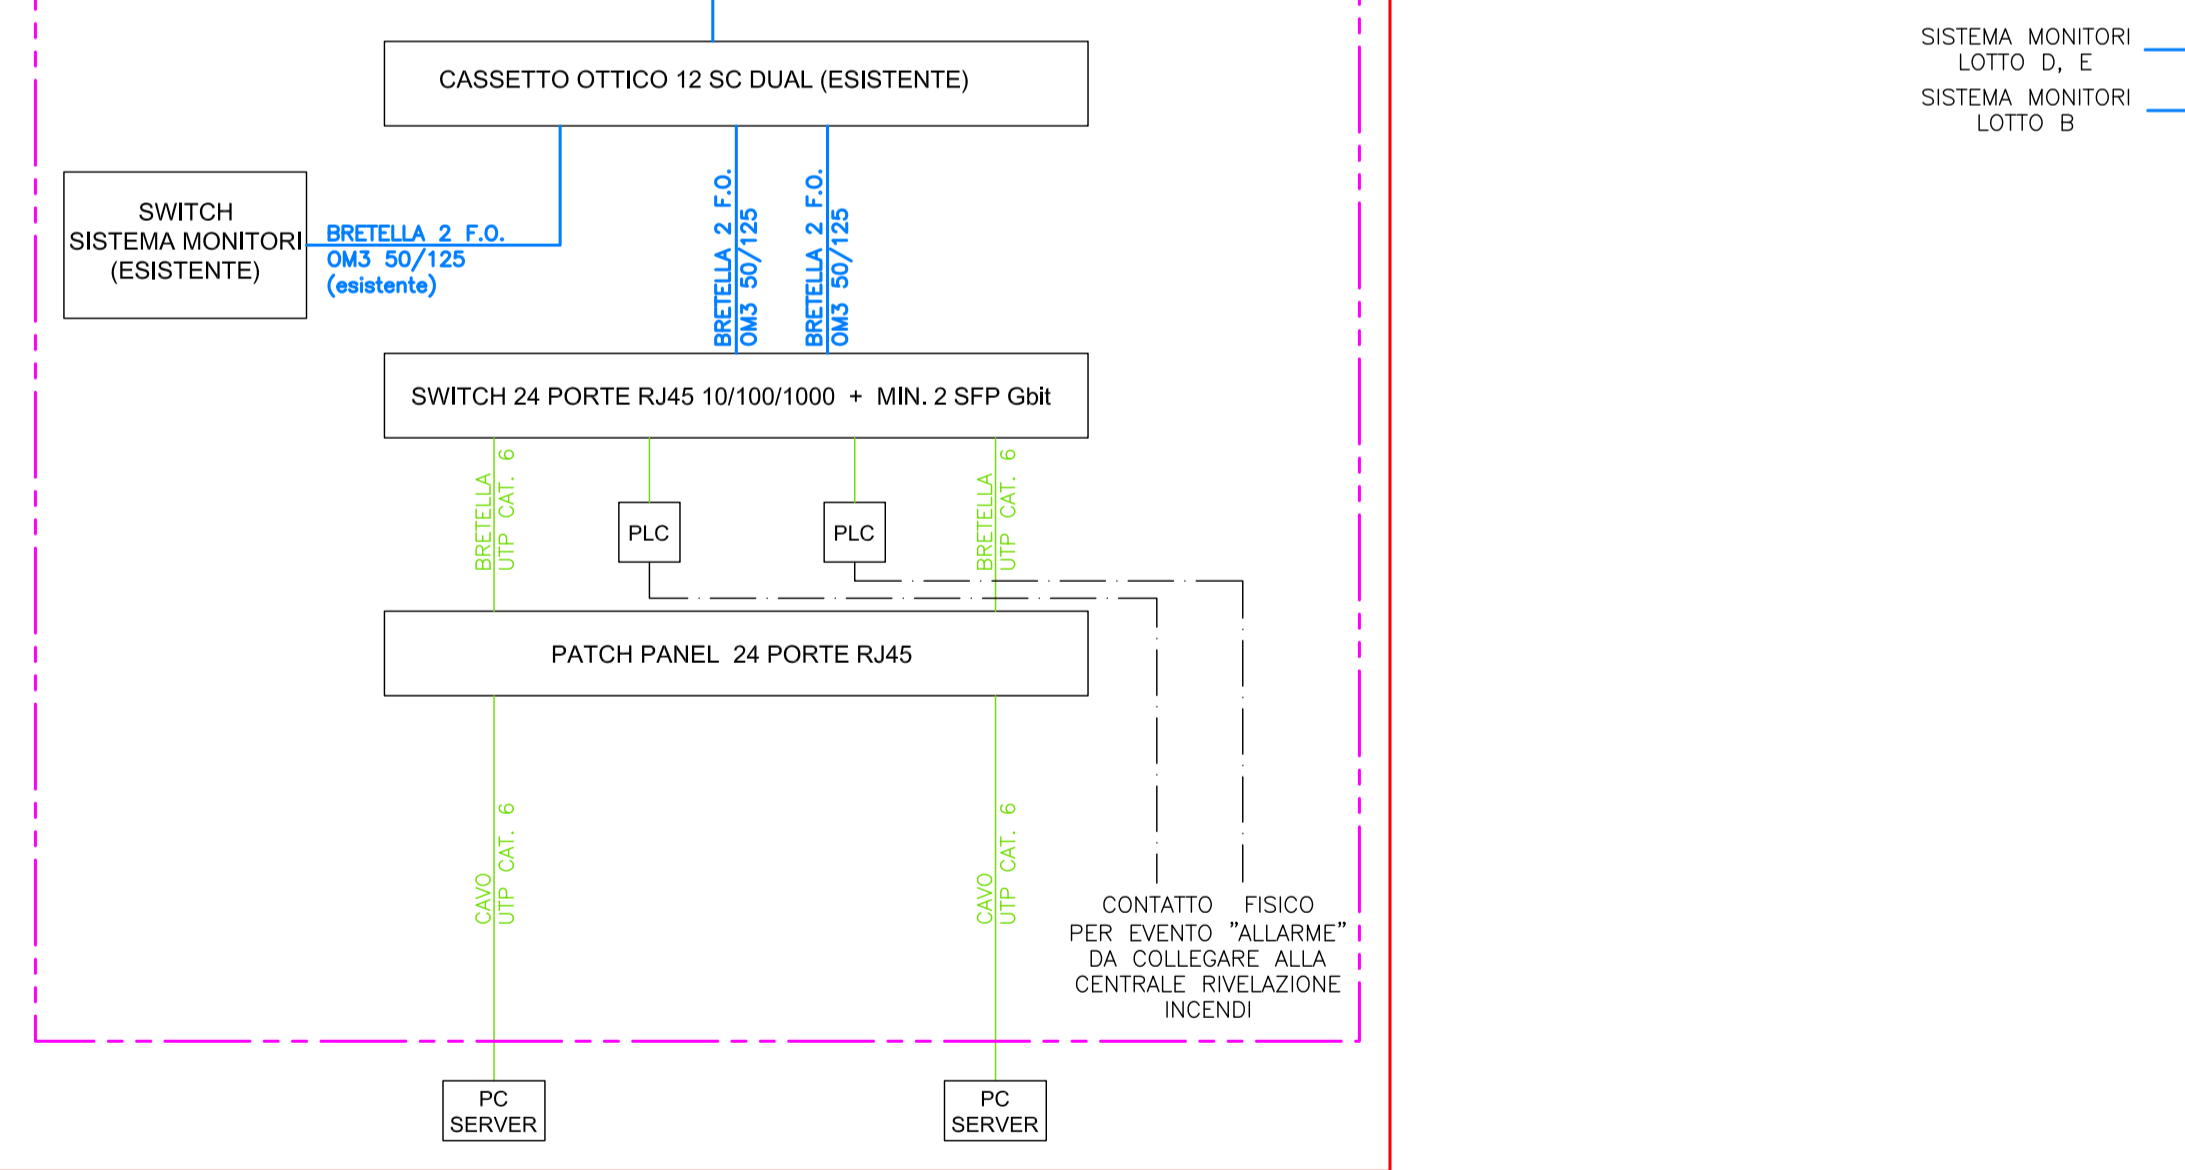 SISTEMA MONITORI
LOTTO D, E
SISTEMA MONITORI
LOTTO B
CASSETTO OTTICO 12 SC DUAL (ESISTENTE)
SWITCH
SISTEMA MONITORI
(ESISTENTE)
BRETELLA 2 F.O.
OM3 50/125
(esistente)
BRETELLA 2 F.O.
OM3 50/125
BRETELLA 2 F.O.
OM3 50/125
SWITCH 24 PORTE RJ45 10/100/1000 + MIN. 2 SFP Gbit
BRETELLA
UTP CAT. 6
PLC
PLC
BRETELLA
UTP CAT. 6
PATCH PANEL 24 PORTE RJ45
CAVO
UTP CAT. 6
CAVO
UTP CAT. 6
CONTATTO FISICO
PER EVENTO "ALLARME"
DA COLLEGARE ALLA
CENTRALE RIVELAZIONE
INCENDI
PC
SERVER
PC
SERVER